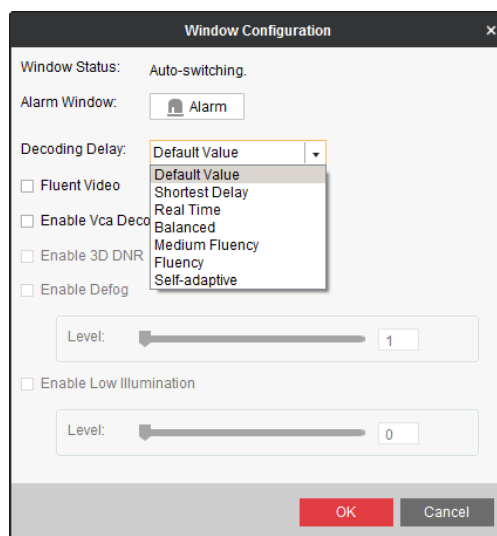 Window Configuration
Window Status: Auto-switching.
Alarm Window: Alarm
Decoding Delay: Default Value
Default Value
Shortest Delay
Fluent Video
Real Time
Balanced
Enable Vca Deco
Medium Fluency
Enable 3D DNR
Fluency
Self-adaptive
Enable Defog
Level: 1
Enable Low Illumination
Level: 0
OK Cancel